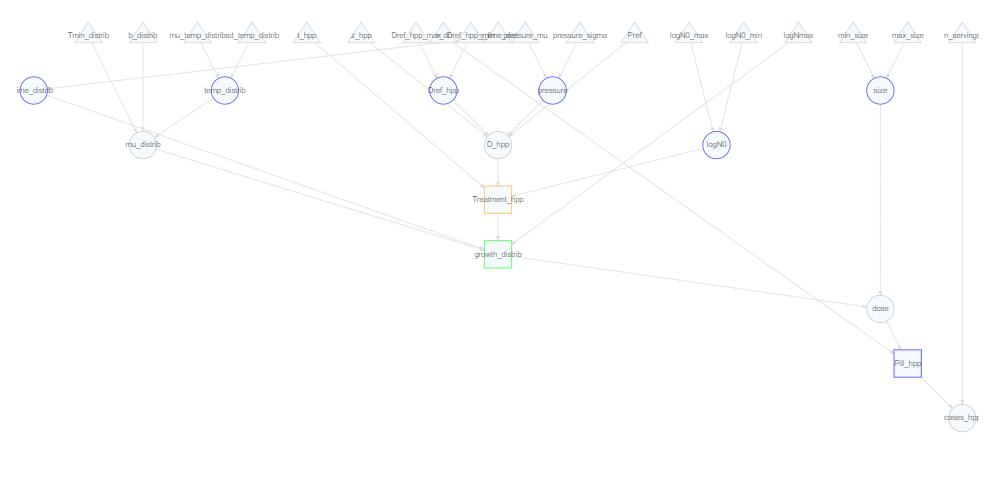 Tmin_distrib
b_distrib
mu_temp_distrib
sd_temp_distrib
t_hpp
z_hpp
pressure_mu
pressure_sigma
Pref
logN0_max
logN0_min
logNmax
min_size
max_size
n_servings
temp_distrib
Dref_hpp
pressure
size
mu_distrib
D_hpp
logN0
Treatment_hpp
growth_distrib
dose
Pill_hpp
cases_hpp